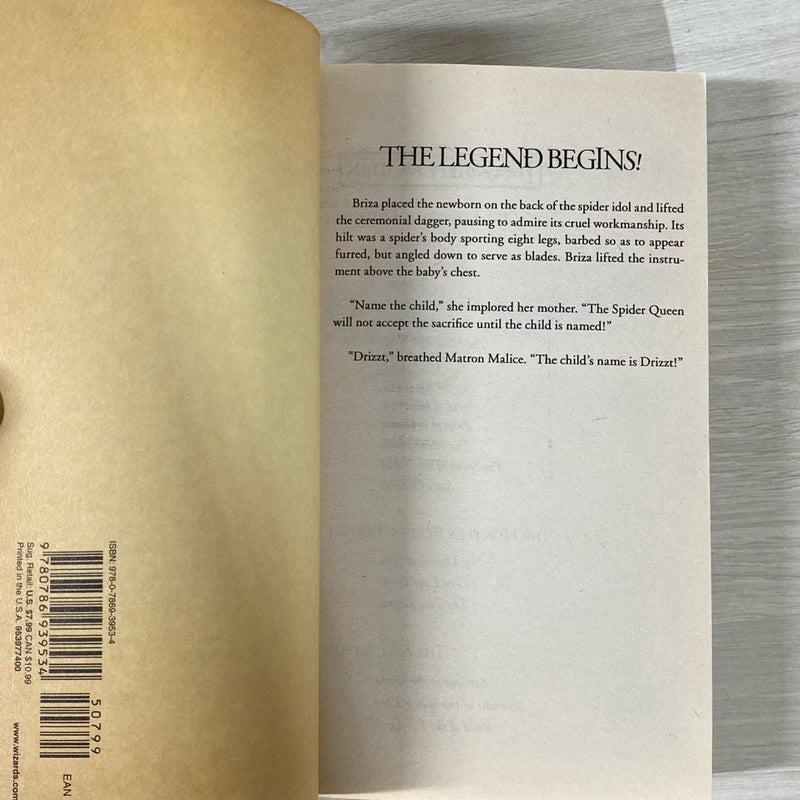 THE LEGEND BEGINS!
Briza placed the newborn on the back of the spider idol and lifted
the ceremonial dagger, pausing to admire its cruel workmanship. Its
hilt was a spider's body sporting eight legs, barbed so as to appear
furred, but angled down to serve as blades. Briza lifted the instru-
ment above the baby's chest.
"Name the child," she implored her mother. "The Spider Queen
will not accept the sacrifice until the child is named!"
"Drizzt," breathed Matron Malice. "The child's name is Drizzt!"
ISBN: 978-0-7869-3953-4
9 780786 939534
50799
EAN
Sug. Retail: U.S. $7.99 CAN $10.99
Printed in the U.S.A. 953977400
www.wizards.com